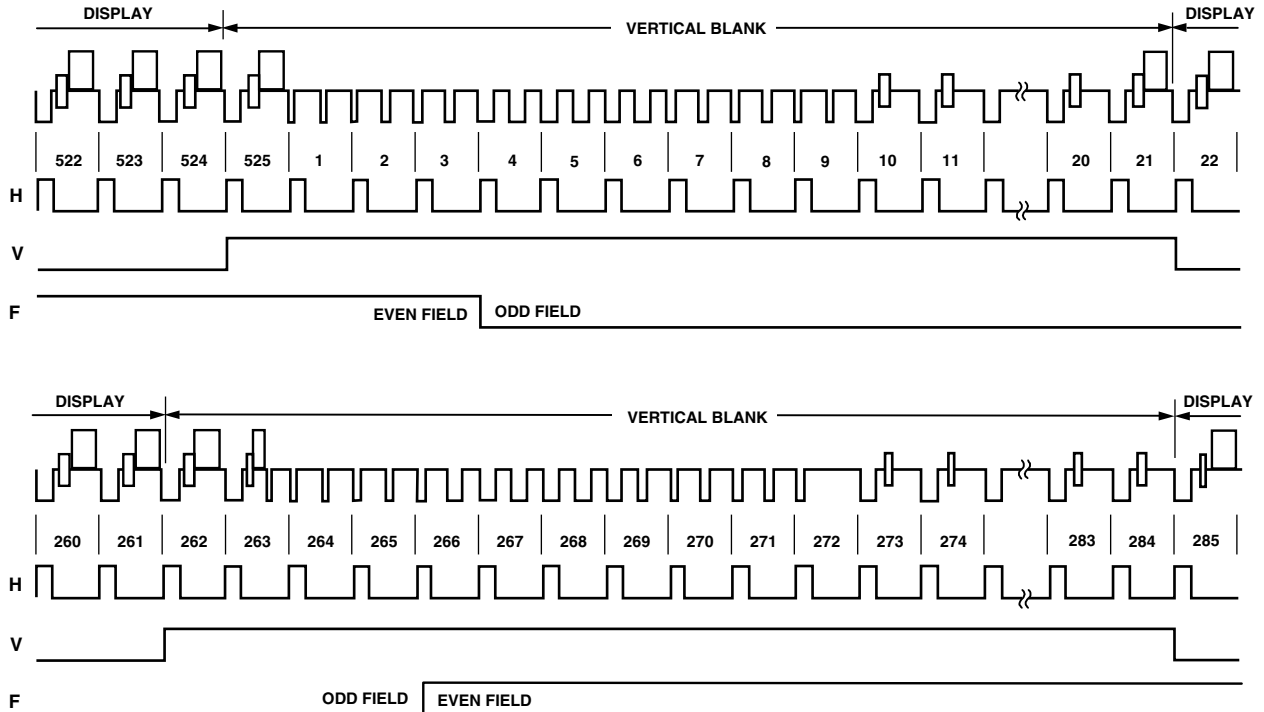 DISPLAY VERTICAL BLANK DISPLAY
522 523 524 525 1 2 3 4 5 6 7 8 9 10 11 20 21 22
H
V
F
EVEN FIELD ODD FIELD
DISPLAY VERTICAL BLANK DISPLAY
260 261 262 263 264 265 266 267 268 269 270 271 272 273 274 283 284 285
H
V
F
ODD FIELD EVEN FIELD